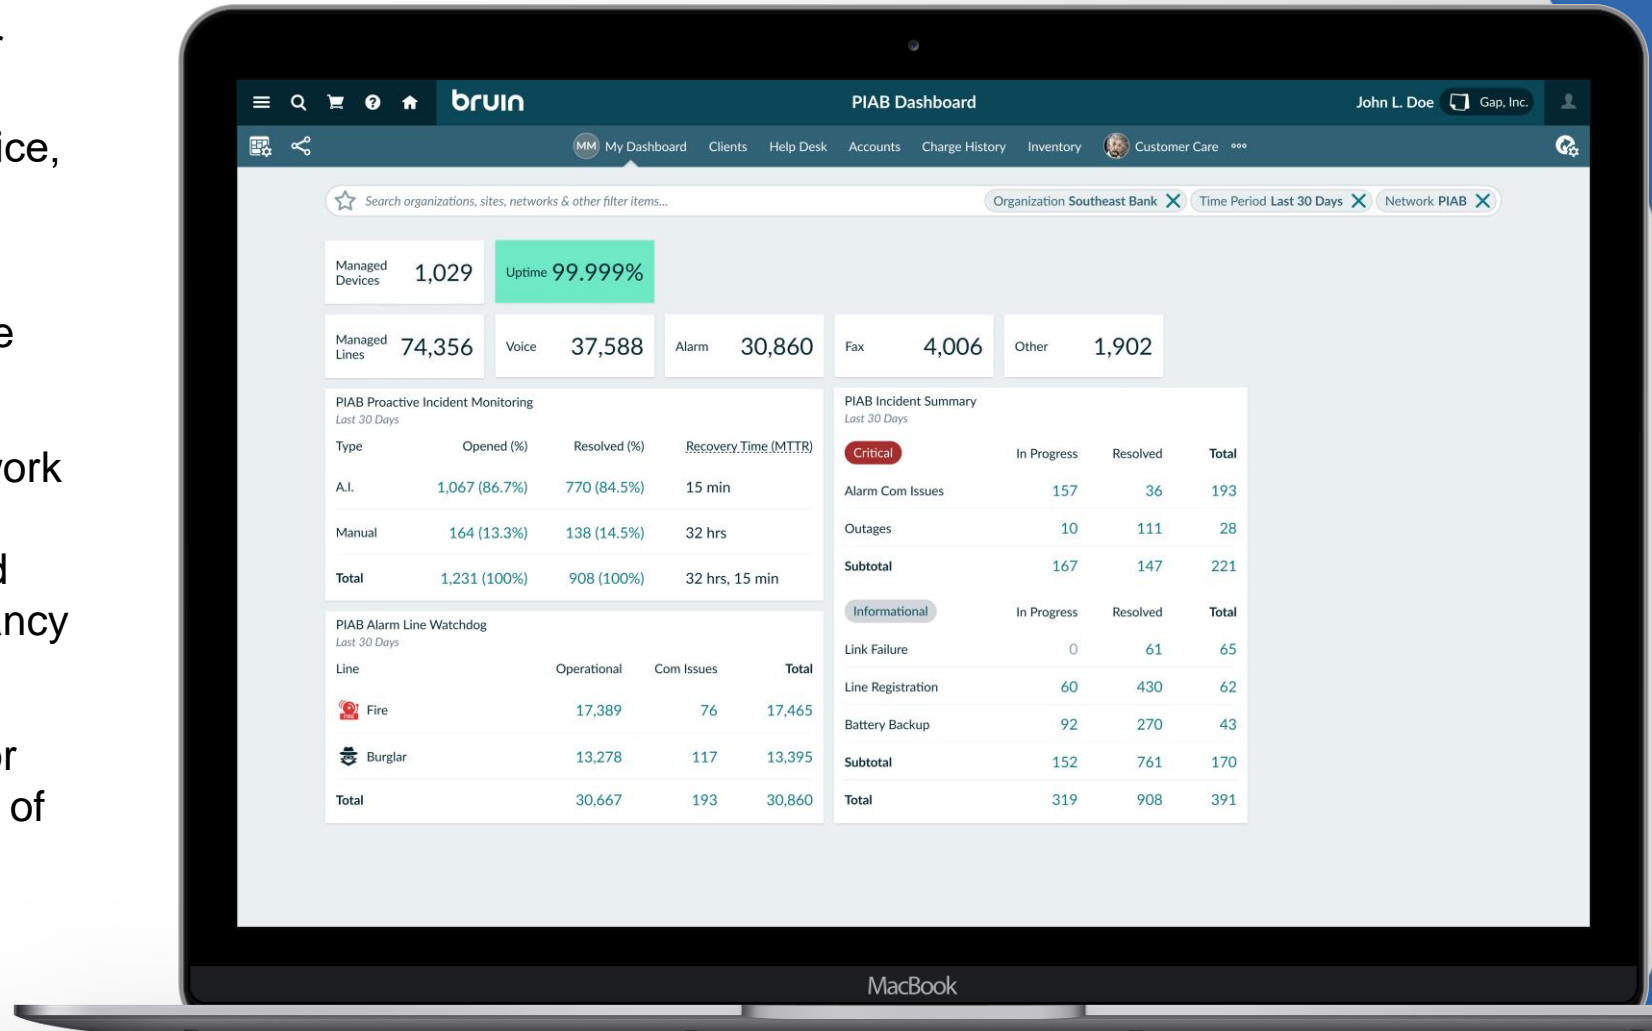 ice,
e
work
d
ancy
or
of
bruin
PIAB Dashboard
John L. Doe
Gap, Inc.
MM My Dashboard Clients Help Desk Accounts Charge History Inventory Customer Care
Search organizations, sites, networks & other filter items...
Organization Southeast Bank
Time Period Last 30 Days
Network PIAB
Managed Devices 1,029
Uptime 99.999%
Managed Lines 74,356
Voice 37,588
Alarm 30,860
Fax 4,006
Other 1,902
PIAB Proactive Incident Monitoring
Last 30 Days
Type Opened (%) Resolved (%) Recovery Time (MTTR)
A.I. 1,067 (86.7%) 770 (84.5%) 15 min
Manual 164 (13.3%) 138 (14.5%) 32 hrs
Total 1,231 (100%) 908 (100%) 32 hrs, 15 min
PIAB Alarm Line Watchdog
Last 30 Days
Line Operational Com Issues Total
Fire 17,389 76 17,465
Burglar 13,278 117 13,395
Total 30,667 193 30,860
PIAB Incident Summary
Last 30 Days
Critical In Progress Resolved Total
Alarm Com Issues 157 36 193
Outages 10 111 28
Subtotal 167 147 221
Informational In Progress Resolved Total
Link Failure 0 61 65
Line Registration 60 430 62
Battery Backup 92 270 43
Subtotal 152 761 170
Total 319 908 391
MacBook